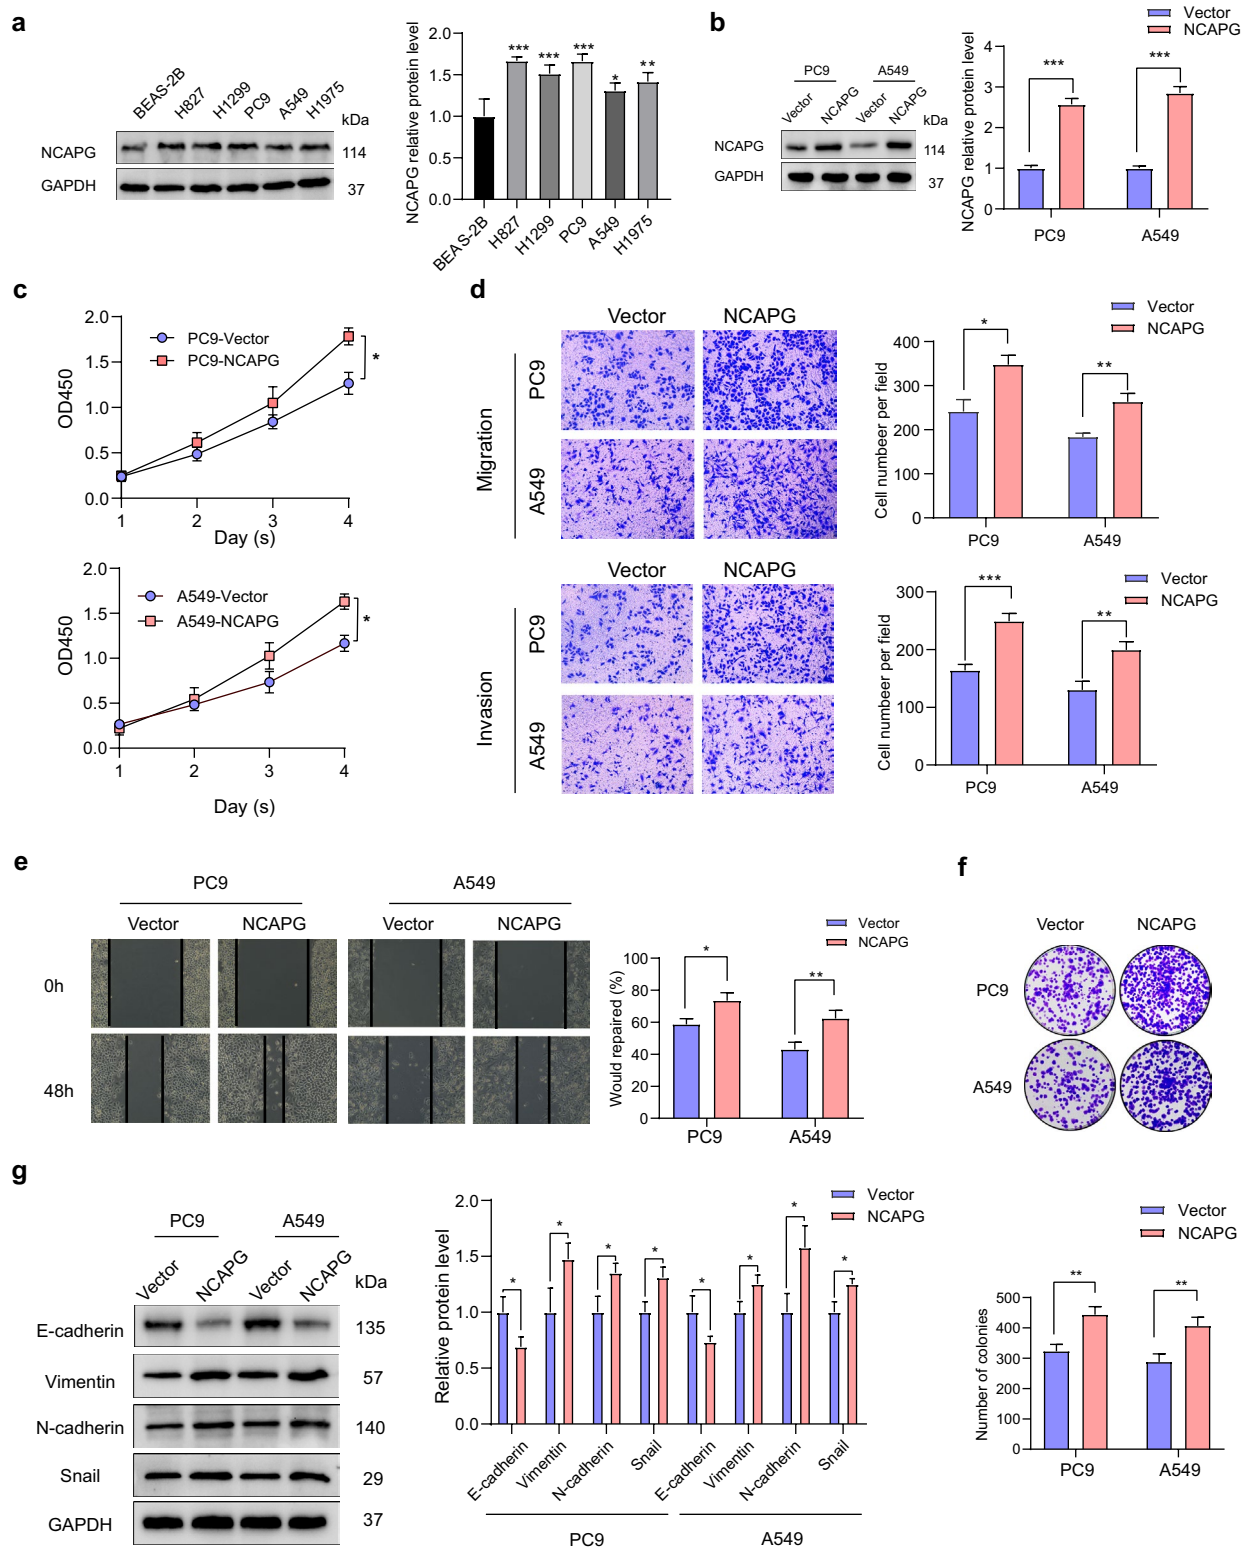 a
BEAS-2B
H827
H1299
PC9
A549
H1975
kDa
NCAPG
114
GAPDH
37
NCAPG relative protein level
2.0
1.5
1.0
0.5
0.0
***
***
***
*
**
BEAS-2B
H827
H1299
PC9
A549
H1975
b
PC9
A549
Vector
NCAPG
Vector
NCAPG
kDa
NCAPG
114
GAPDH
37
Vector
NCAPG
NCAPG relative protein level
4
3
2
1
0
***
***
PC9
A549
c
OD450
2.0
1.5
1.0
0.5
0.0
PC9-Vector
PC9-NCAPG
*
1
2
3
4
Day (s)
OD450
2.0
1.5
1.0
0.5
0.0
A549-Vector
A549-NCAPG
*
1
2
3
4
Day (s)
d
Vector
NCAPG
Migration
PC9
A549
Vector
NCAPG
Cell numbeer per field
400
300
200
100
0
*
**
PC9
A549
Vector
NCAPG
Invasion
PC9
A549
Vector
NCAPG
Cell numbeer per field
300
200
100
0
***
**
PC9
A549
e
PC9
A549
Vector
NCAPG
Vector
NCAPG
0h
48h
Vector
NCAPG
Would repaired (%)
100
80
60
40
20
0
*
**
PC9
A549
f
Vector
NCAPG
PC9
A549
Vector
NCAPG
Number of colonies
500
400
300
200
100
0
**
**
PC9
A549
g
PC9
A549
Vector
NCAPG
Vector
NCAPG
kDa
E-cadherin
135
Vimentin
57
N-cadherin
140
Snail
29
GAPDH
37
Vector
NCAPG
Relative protein level
2.0
1.5
1.0
0.5
0.0
*
*
*
*
*
*
*
*
E-cadherin
Vimentin
N-cadherin
Snail
E-cadherin
Vimentin
N-cadherin
Snail
PC9
A549